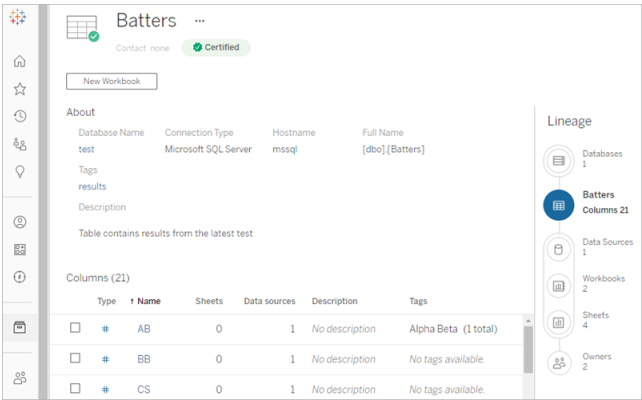 Batters ...
Contact none Certified
New Workbook
About
Database Name Connection Type Hostname Full Name
test Microsoft SQL Server mssql [dbo].[Batters]
Tags
results
Description
Table contains results from the latest test
Columns (21)
Type ↑ Name Sheets Data sources Description Tags
# AB 0 1 No description Alpha Beta (1 total)
# BB 0 1 No description No tags available.
# CS 0 1 No description No tags available.
Lineage
Databases
1
Batters
Columns 21
Data Sources
1
Workbooks
2
Sheets
4
Owners
2